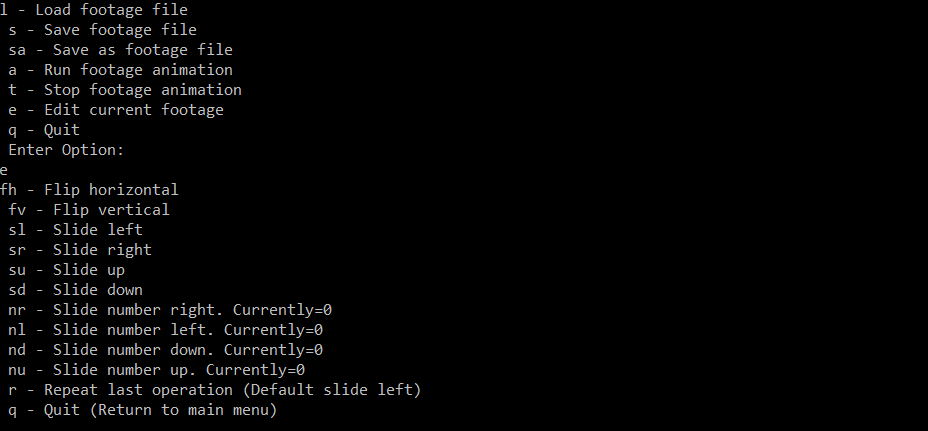 l - Load footage file
s - Save footage file
sa - Save as footage file
a - Run footage animation
t - Stop footage animation
e - Edit current footage
q - Quit
Enter Option:
e
fh - Flip horizontal
fv - Flip vertical
sl - Slide left
sr - Slide right
su - Slide up
sd - Slide down
nr - Slide number right. Currently=0
nl - Slide number left. Currently=0
nd - Slide number down. Currently=0
nu - Slide number up. Currently=0
r - Repeat last operation (Default slide left)
q - Quit (Return to main menu)